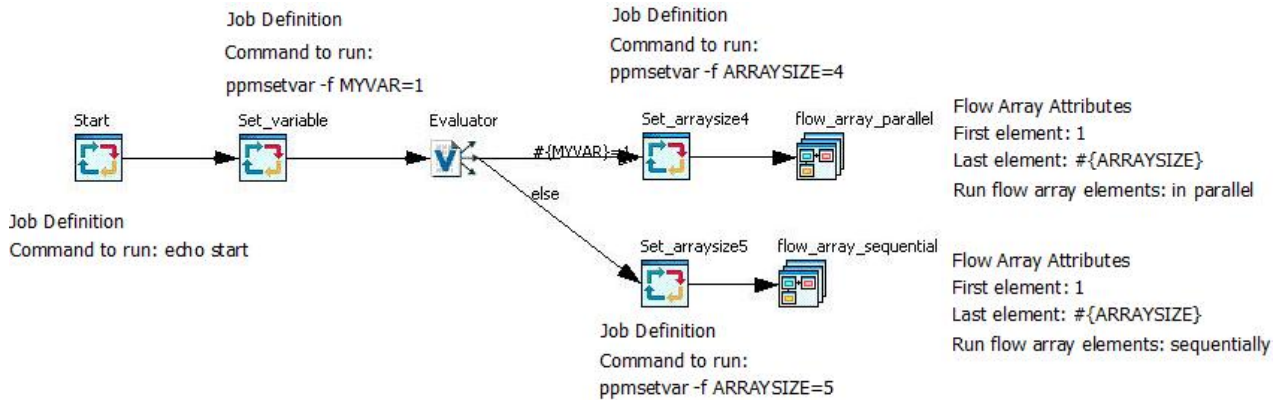 Job Definition
Command to run:
ppmsetvar -f MYVAR=1
Job Definition
Command to run:
ppmsetvar -f ARRAYSIZE=4
Start
Set_variable
Evaluator
Set_arraysize4
flow_array_parallel
#{MYVAR}=1
else
Flow Array Attributes
First element: 1
Last element: #{ARRAYSIZE}
Run flow array elements: in parallel
Job Definition
Command to run: echo start
Set_arraysize5
flow_array_sequential
Flow Array Attributes
First element: 1
Last element: #{ARRAYSIZE}
Run flow array elements: sequentially
Job Definition
Command to run:
ppmsetvar -f ARRAYSIZE=5